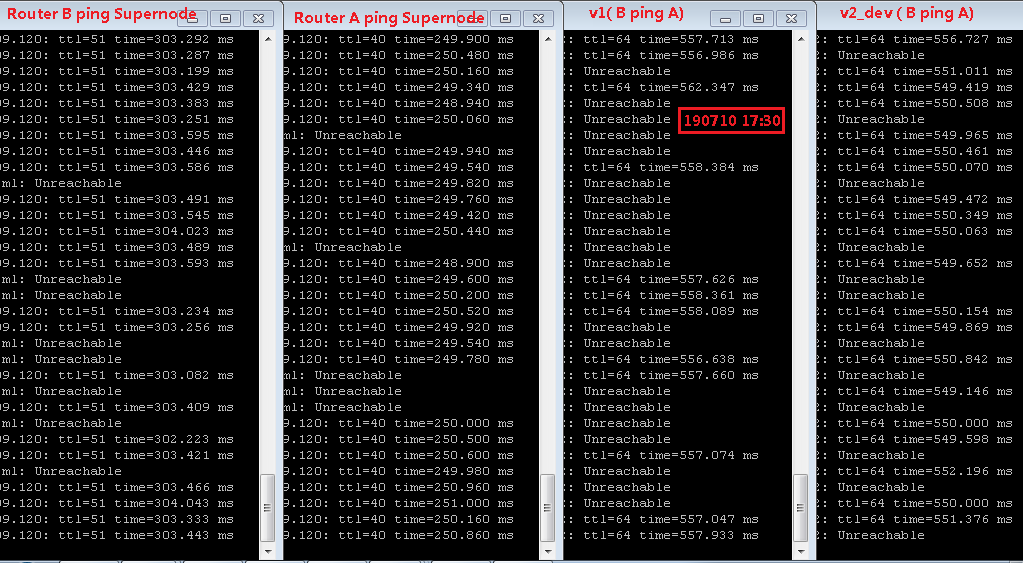 Router B ping Supernode
09.120: ttl=51 time=303.292 ms
09.120: ttl=51 time=303.287 ms
09.120: ttl=51 time=303.199 ms
09.120: ttl=51 time=303.429 ms
09.120: ttl=51 time=303.383 ms
09.120: ttl=51 time=303.251 ms
09.120: ttl=51 time=303.595 ms
09.120: ttl=51 time=303.446 ms
09.120: ttl=51 time=303.586 ms
ml: Unreachable
09.120: ttl=51 time=303.491 ms
09.120: ttl=51 time=303.545 ms
09.120: ttl=51 time=304.023 ms
09.120: ttl=51 time=303.489 ms
09.120: ttl=51 time=303.593 ms
ml: Unreachable
ml: Unreachable
09.120: ttl=51 time=303.234 ms
09.120: ttl=51 time=303.256 ms
ml: Unreachable
ml: Unreachable
09.120: ttl=51 time=303.082 ms
ml: Unreachable
09.120: ttl=51 time=303.409 ms
ml: Unreachable
09.120: ttl=51 time=302.223 ms
09.120: ttl=51 time=303.421 ms
ml: Unreachable
09.120: ttl=51 time=303.466 ms
09.120: ttl=51 time=304.043 ms
09.120: ttl=51 time=303.333 ms
09.120: ttl=51 time=303.443 ms
Router A ping Supernode
9.120: ttl=40 time=249.900 ms
9.120: ttl=40 time=250.480 ms
9.120: ttl=40 time=250.160 ms
9.120: ttl=40 time=249.340 ms
9.120: ttl=40 time=248.940 ms
9.120: ttl=40 time=250.060 ms
ml: Unreachable
9.120: ttl=40 time=249.940 ms
9.120: ttl=40 time=249.540 ms
9.120: ttl=40 time=249.820 ms
9.120: ttl=40 time=249.760 ms
9.120: ttl=40 time=249.420 ms
9.120: ttl=40 time=250.440 ms
ml: Unreachable
9.120: ttl=40 time=248.900 ms
9.120: ttl=40 time=249.600 ms
9.120: ttl=40 time=250.200 ms
9.120: ttl=40 time=250.520 ms
9.120: ttl=40 time=249.920 ms
9.120: ttl=40 time=249.540 ms
9.120: ttl=40 time=249.780 ms
ml: Unreachable
ml: Unreachable
ml: Unreachable
9.120: ttl=40 time=250.000 ms
9.120: ttl=40 time=250.500 ms
9.120: ttl=40 time=250.600 ms
9.120: ttl=40 time=249.980 ms
9.120: ttl=40 time=250.960 ms
9.120: ttl=40 time=251.000 ms
9.120: ttl=40 time=250.160 ms
9.120: ttl=40 time=250.860 ms
v1( B ping A)
2: ttl=64 time=557.713 ms
2: ttl=64 time=556.986 ms
2: Unreachable
2: ttl=64 time=562.347 ms
2: Unreachable
2: Unreachable
190710 17:30
2: Unreachable
2: Unreachable
2: ttl=64 time=558.384 ms
2: Unreachable
2: Unreachable
2: Unreachable
2: Unreachable
2: Unreachable
2: Unreachable
2: ttl=64 time=557.626 ms
2: ttl=64 time=558.361 ms
2: ttl=64 time=558.089 ms
2: Unreachable
2: Unreachable
2: ttl=64 time=556.638 ms
2: ttl=64 time=557.660 ms
2: Unreachable
2: Unreachable
2: Unreachable
2: Unreachable
2: ttl=64 time=557.074 ms
2: Unreachable
2: Unreachable
2: Unreachable
2: ttl=64 time=557.047 ms
2: ttl=64 time=557.933 ms
v2_dev ( B ping A)
2: ttl=64 time=556.727 ms
2: Unreachable
2: ttl=64 time=551.011 ms
2: ttl=64 time=549.419 ms
2: ttl=64 time=550.508 ms
2: Unreachable
2: ttl=64 time=549.965 ms
2: ttl=64 time=550.461 ms
2: ttl=64 time=550.070 ms
2: Unreachable
2: ttl=64 time=549.472 ms
2: ttl=64 time=550.349 ms
2: ttl=64 time=550.063 ms
2: Unreachable
2: ttl=64 time=549.652 ms
2: Unreachable
2: Unreachable
2: ttl=64 time=550.154 ms
2: ttl=64 time=549.869 ms
2: Unreachable
2: ttl=64 time=550.842 ms
2: Unreachable
2: ttl=64 time=549.146 ms
2: Unreachable
2: ttl=64 time=550.000 ms
2: ttl=64 time=549.598 ms
2: Unreachable
2: ttl=64 time=552.196 ms
2: Unreachable
2: ttl=64 time=550.000 ms
2: ttl=64 time=551.376 ms
2: Unreachable